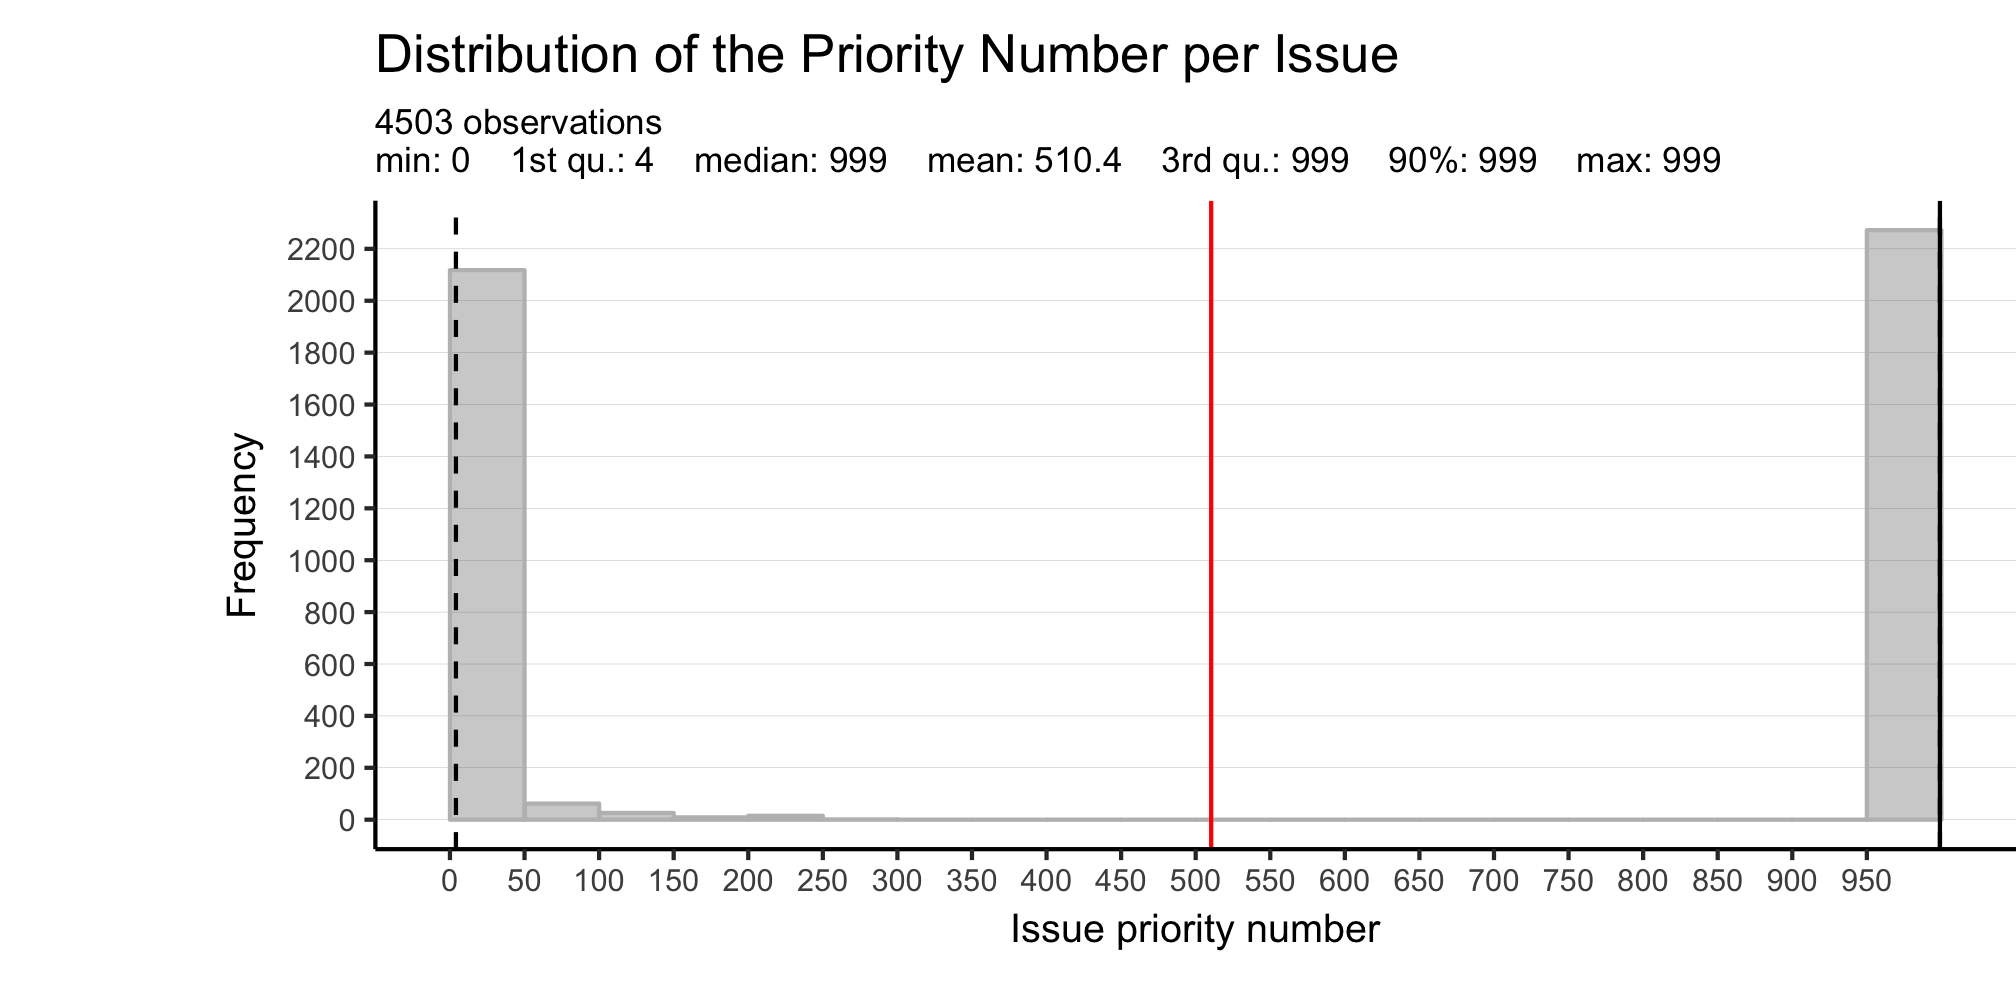 Distribution of the Priority Number per Issue
4503 observations
min: 0 1st qu.: 4 median: 999 mean: 510.4 3rd qu.: 999 90%: 999 max: 999
2200
2000
1800
1600
1400
1200
1000
800
600
400
200
0
Frequency
0 50 100 150 200 250 300 350 400 450 500 550 600 650 700 750 800 850 900 950
Issue priority number